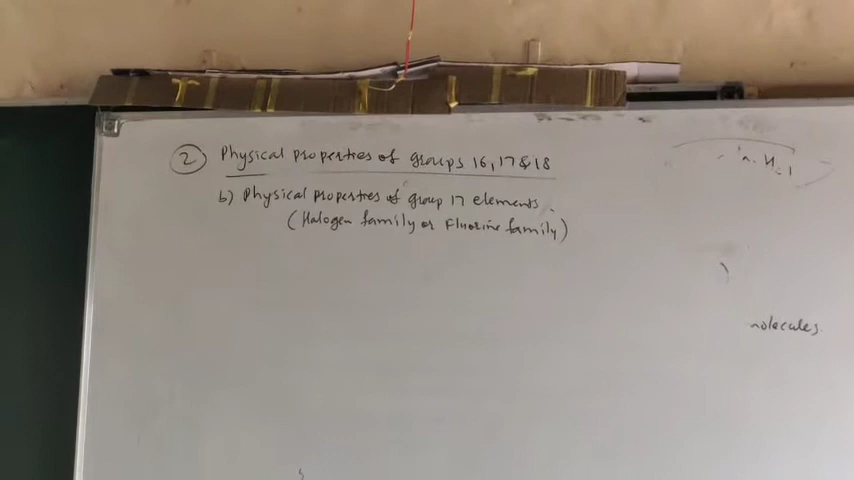 2 Physical properties of groups 16, 17 & 18
b) Physical properties of group 17 elements.
(Halogen family or Fluorine family)
molecules.